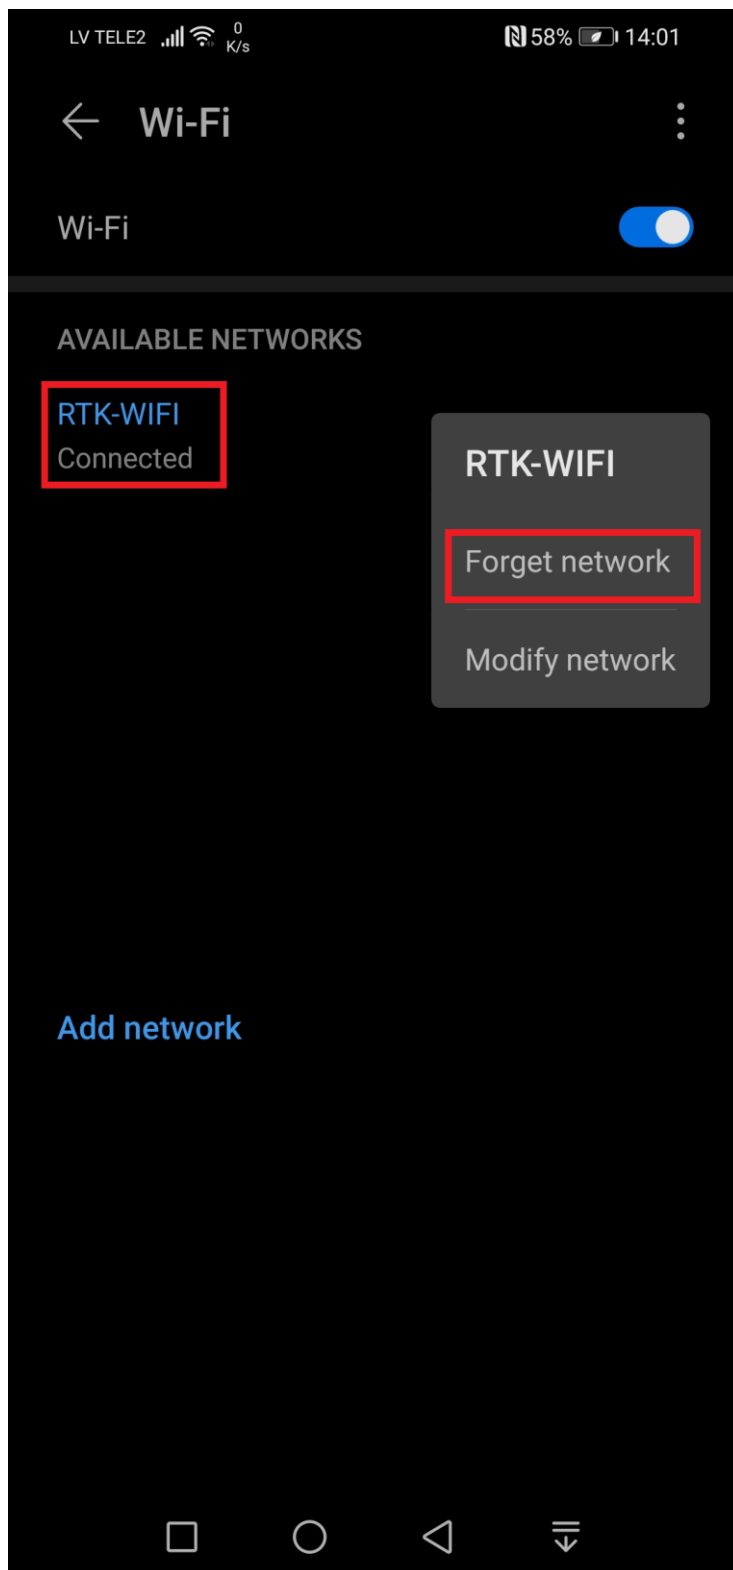 LV TELE2 0 K/s 58% 14:01
Wi-Fi
Wi-Fi
AVAILABLE NETWORKS
RTK-WIFI
Connected
RTK-WIFI
Forget network
Modify network
Add network